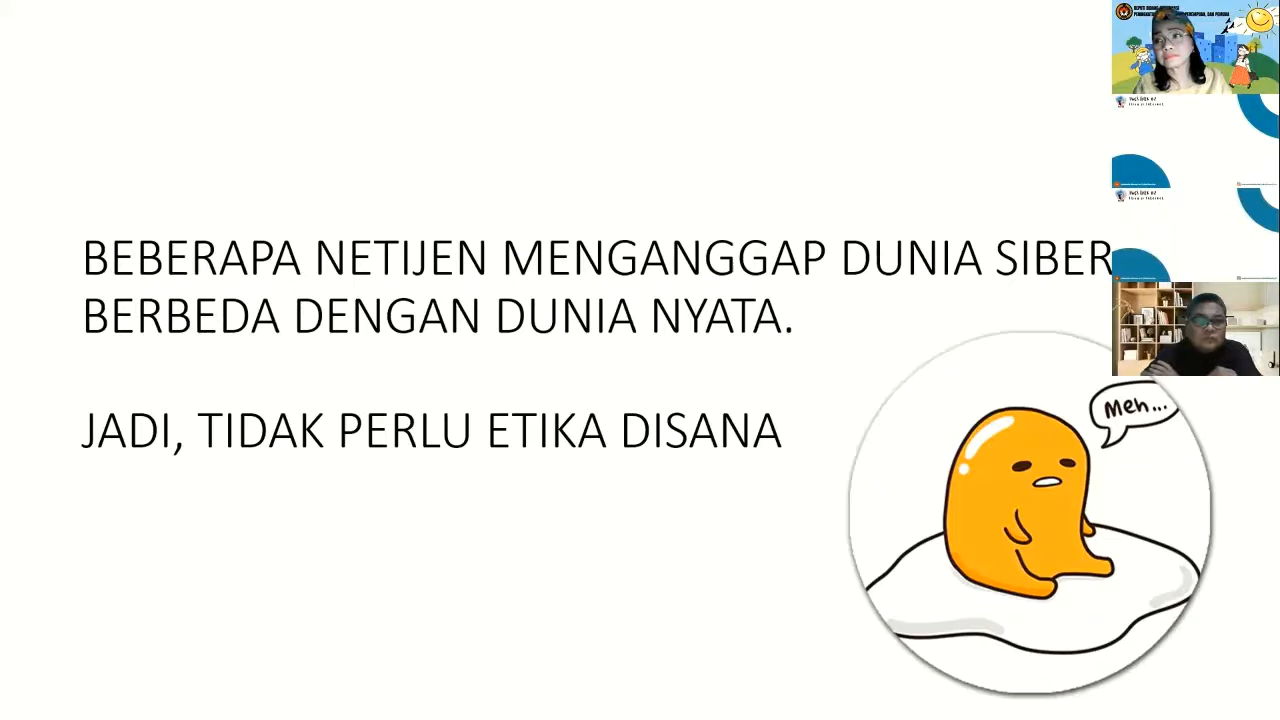 BEBERAPA NETIJEN MENGANGGAP DUNIA SIBER
BERBEDA DENGAN DUNIA NYATA.
JADI, TIDAK PERLU ETIKA DISANA
Meh...